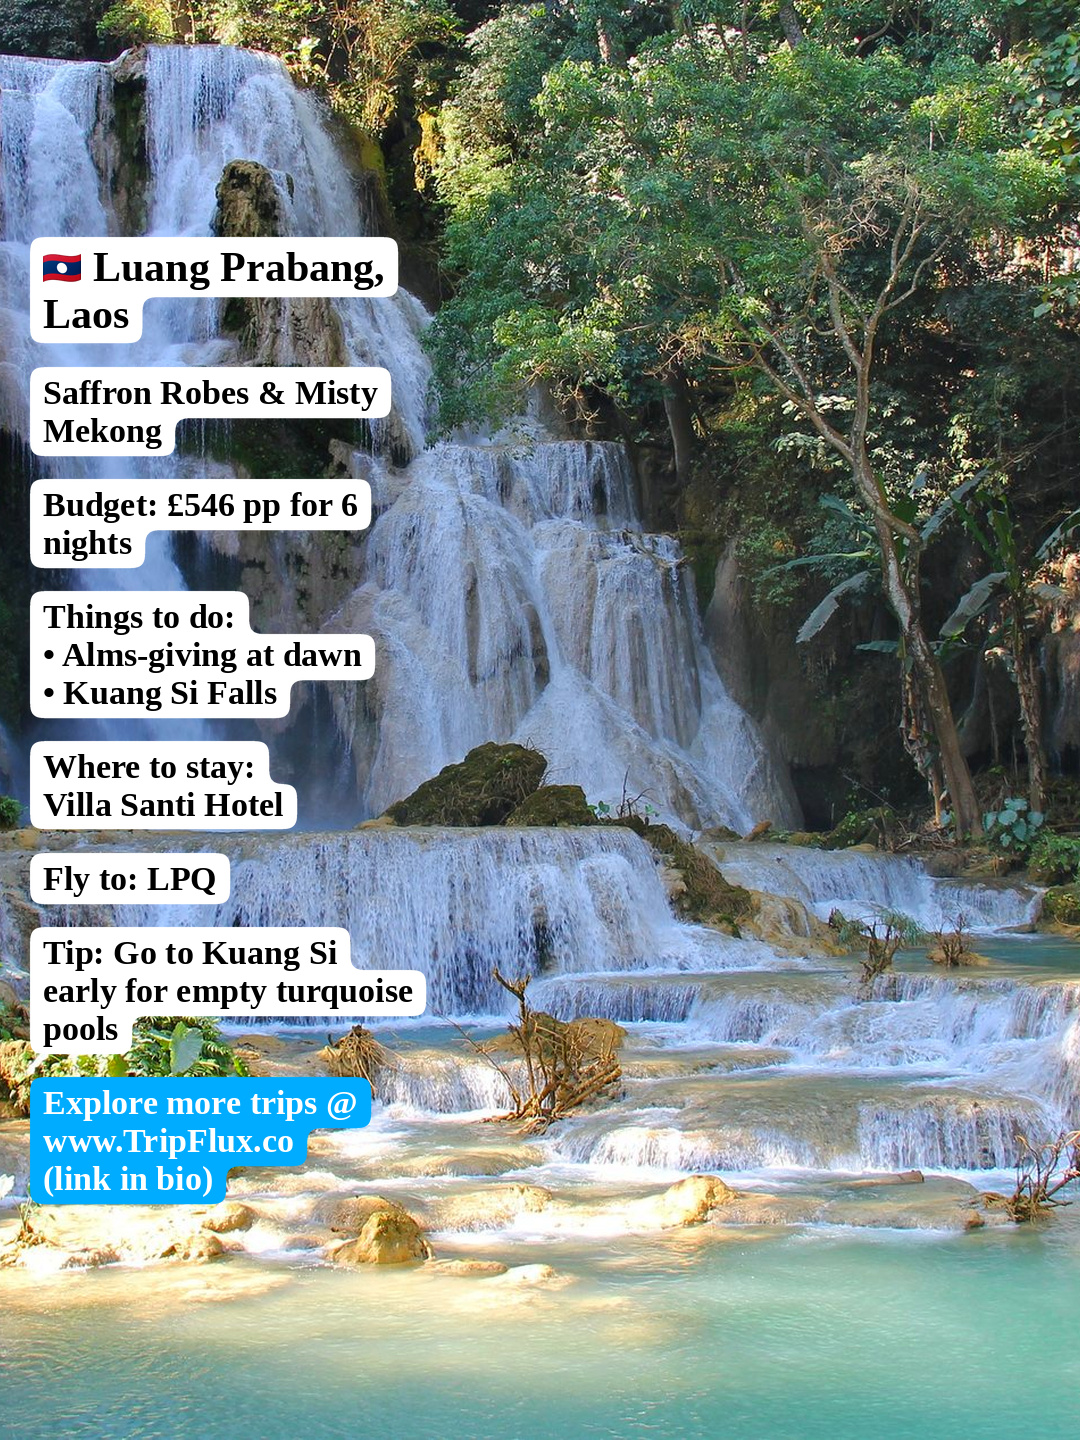 🇱🇦 Luang Prabang,
Laos
Saffron Robes & Misty
Mekong
Budget: £546 pp for 6
nights
Things to do:
• Alms-giving at dawn
• Kuang Si Falls
Where to stay:
Villa Santi Hotel
Fly to: LPQ
Tip: Go to Kuang Si
early for empty turquoise
pools
Explore more trips @
www.TripFlux.co
(link in bio)